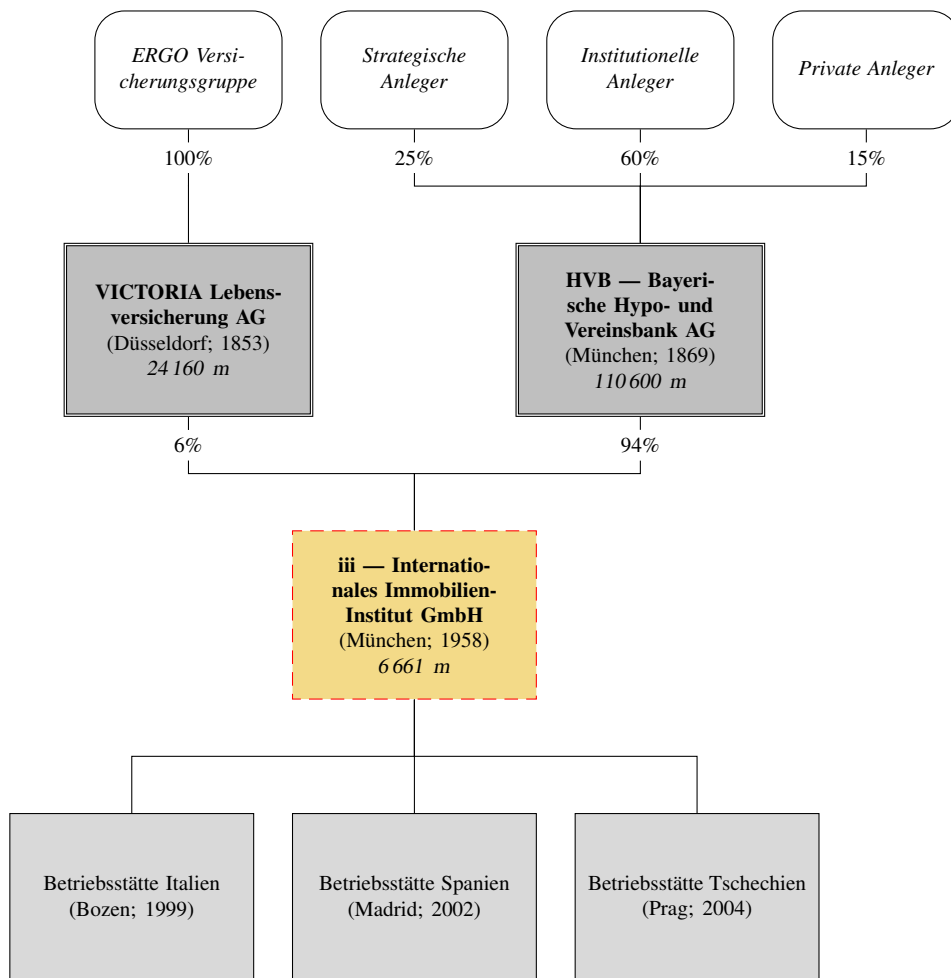 ERGO Versi-
cherungsgruppe
Strategische
Anleger
Institutionelle
Anleger
Private Anleger
100%
25%
60%
15%
VICTORIA Lebens-
versicherung AG
(Düsseldorf; 1853)
24 160 m
HVB — Bayeri-
sche Hypo- und
Vereinsbank AG
(München; 1869)
110 600 m
6%
94%
iii — Internatio-
nales Immobilien-
Institut GmbH
(München; 1958)
6 661 m
Betriebsstätte Italien
(Bozen; 1999)
Betriebsstätte Spanien
(Madrid; 2002)
Betriebsstätte Tschechien
(Prag; 2004)